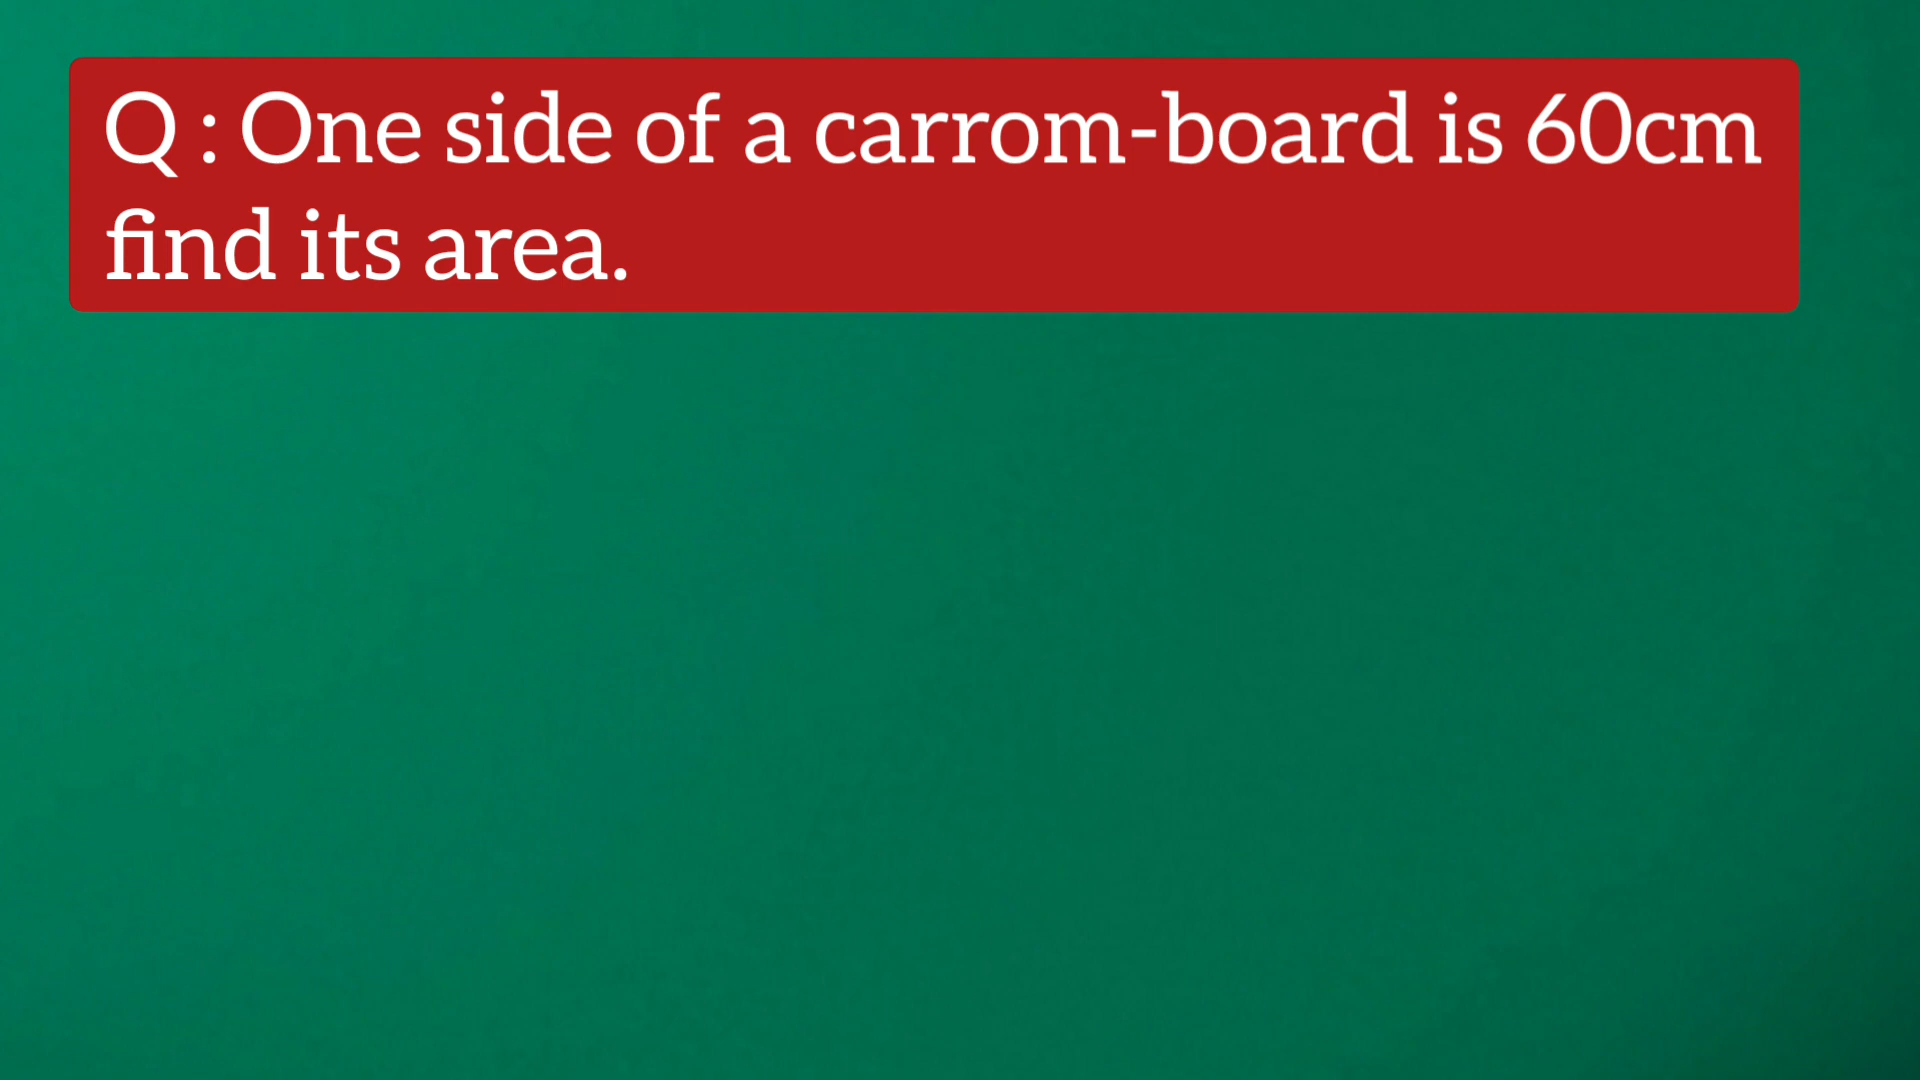 Q : One side of a carrom-board is 60cm
find its area.